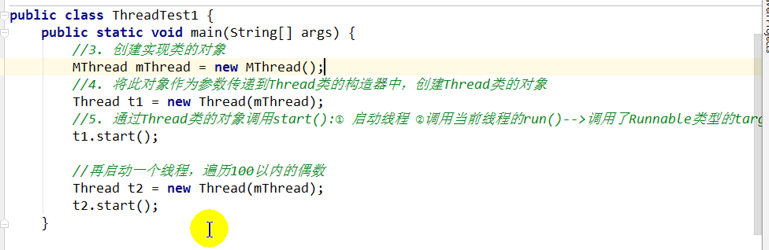 public class ThreadTest1 {
    public static void main(String[] args) {
        //3. 创建实现类的对象
        MThread mThread = new MThread();
        //4. 将此对象作为参数传递到Thread类的构造器中，创建Thread类的对象
        Thread t1 = new Thread(mThread);
        //5. 通过Thread类的对象调用start():① 启动线程 ②调用当前线程的run()-->调用了Runnable类型的targ
        t1.start();
        //再启动一个线程，遍历100以内的偶数
        Thread t2 = new Thread(mThread);
        t2.start();
    }